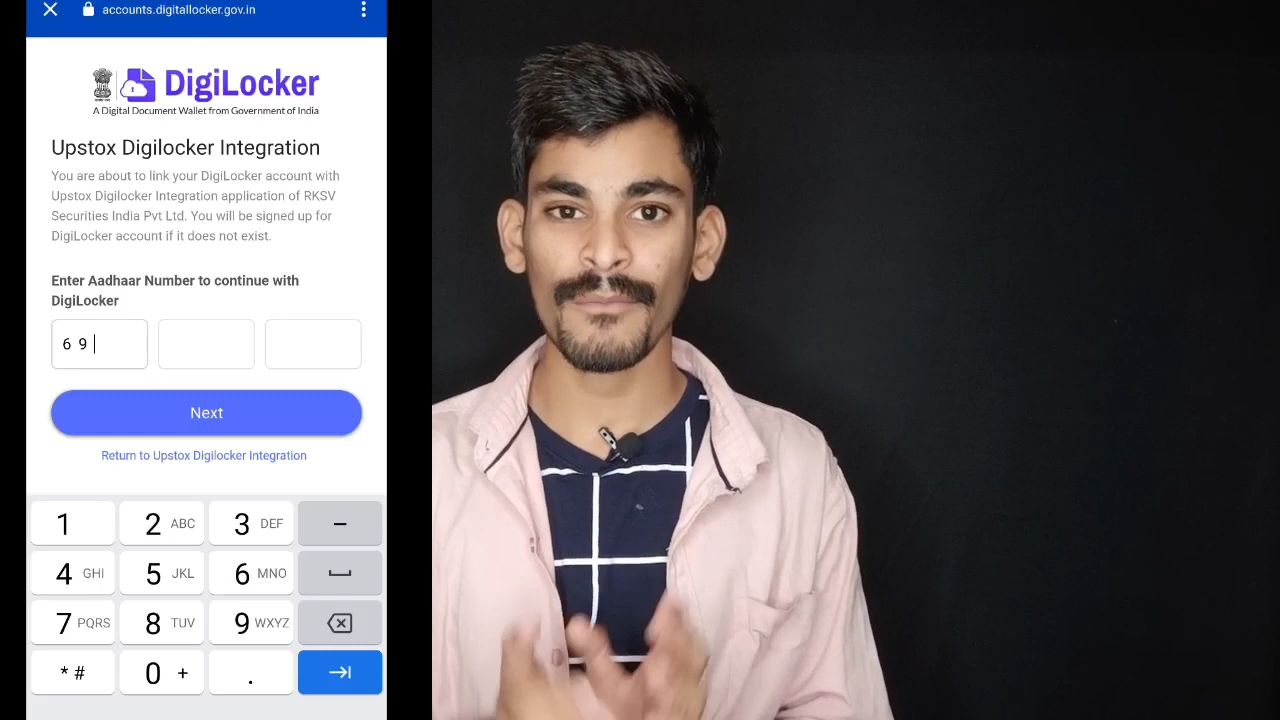 accounts.digitallocker.gov.in
DigiLocker
A Digital Document Wallet from Government of India
Upstox Digilocker Integration
You are about to link your DigiLocker account with
Upstox Digilocker Integration application of RKSV
Securities India Pvt Ltd. You will be signed up for
DigiLocker account if it does not exist.
Enter Aadhaar Number to continue with
DigiLocker
6 9
Next
Return to Upstox Digilocker Integration
1 2 ABC 3 DEF −
4 GHI 5 JKL 6 MNO
7 PQRS 8 TUV 9 WXYZ
* # 0 + .